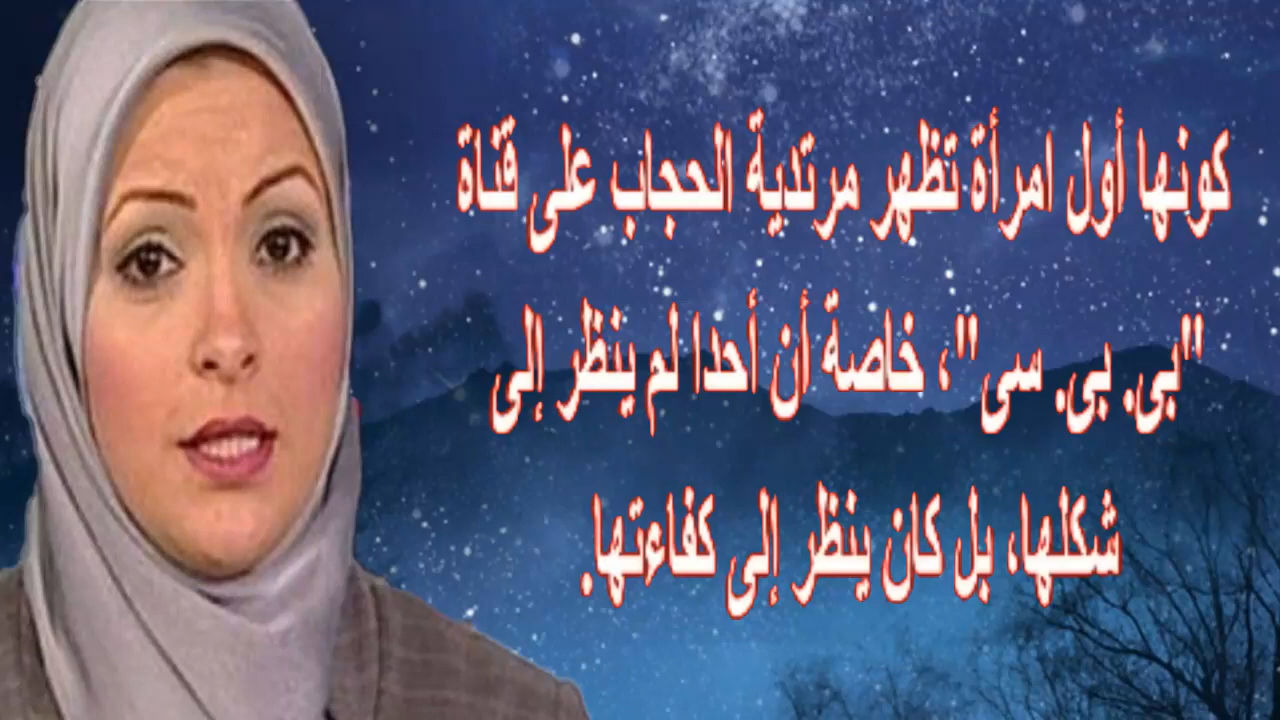 كونها أول امرأة تظهر مرتدية الحجاب على قناة
"بى. بى. سى"، خاصة أن أحدا لم ينظر إلى
شكلها، بل كان ينظر إلى كفاءتها.